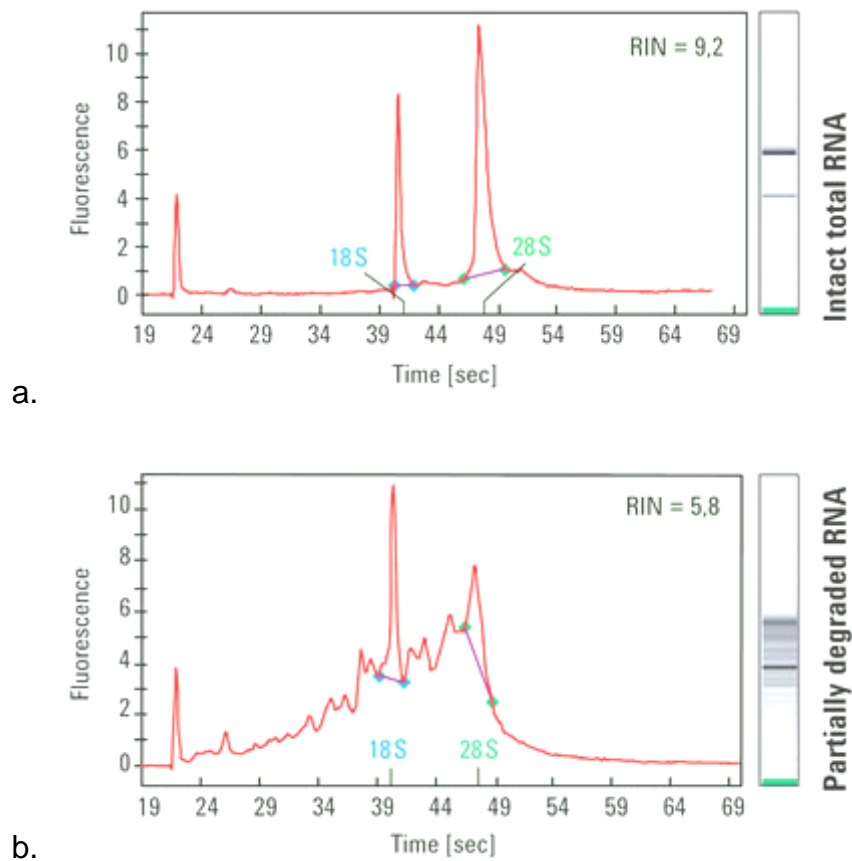 RIN = 9,2
Fluorescence
10
8
6
4
2
0
18 S
28 S
19 24 29 34 39 44 49 54 59 64 69
Time [sec]
Intact total RNA
a.
RIN = 5,8
Fluorescence
10
8
6
4
2
0
18 S
28 S
19 24 29 34 39 44 49 54 59 64 69
Time [sec]
Partially degraded RNA
b.